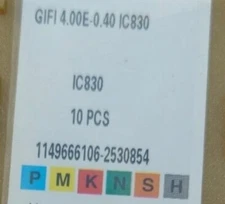 GIFI 4.00E-0.40 IC830
IC830
10 PCS
1149666106-2530854
P M K N S H